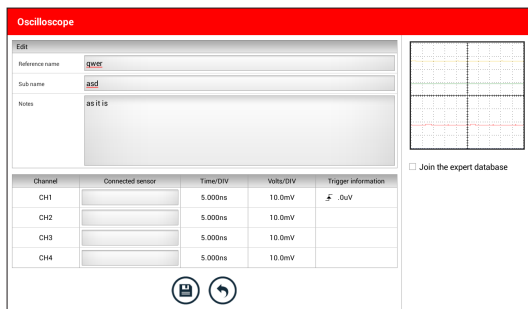 Oscilloscope
Edit
Reference name qwer
Sub name asd
Notes as it is
Join the expert database
Channel Connected sensor Time/DIV Volts/DIV Trigger information
CH1 5.000ns 10.0mV .0uV
CH2 5.000ns 10.0mV
CH3 5.000ns 10.0mV
CH4 5.000ns 10.0mV